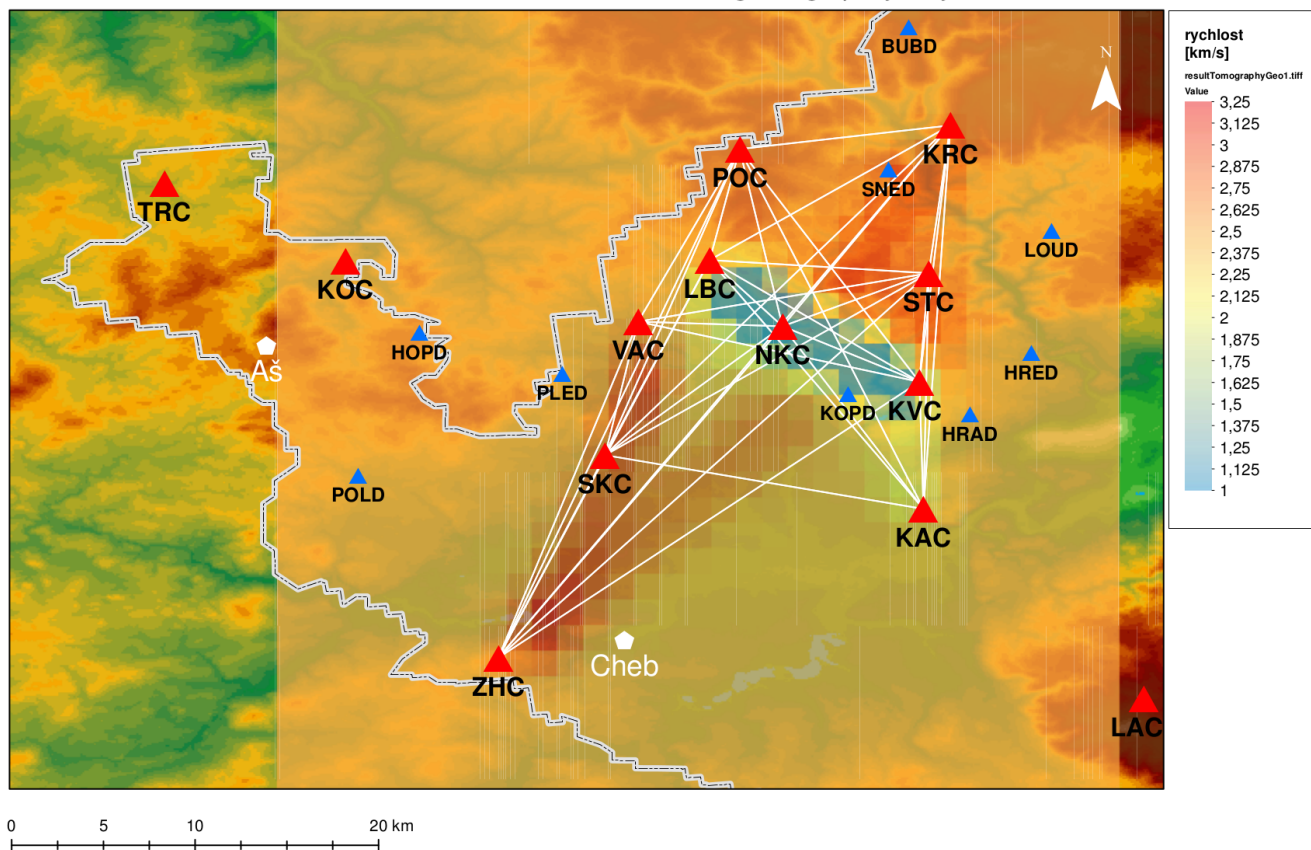 BUBD
N
KRC
POC
SNED
TRC
LOUD
LBC
KOC
STC
HOPD
VAC
NKC
Aš
HRED
PLED
KOPD
KVC
HRAD
SKC
POLD
KAC
Cheb
ZHC
LAC
rychlost
[km/s]
resultTomographyGeo1.tiff
Value
3,25
3,125
3
2,875
2,75
2,625
2,5
2,375
2,25
2,125
2
1,875
1,75
1,625
1,5
1,375
1,25
1,125
1
0 5 10 20 km